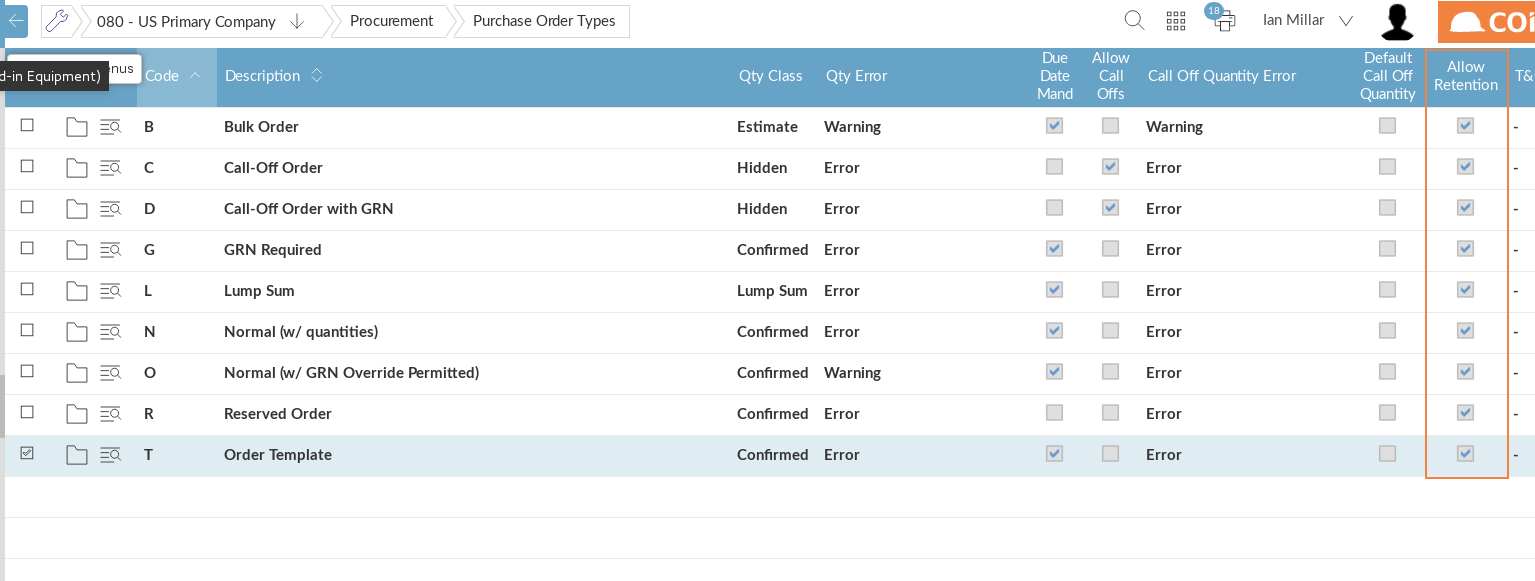 080 - US Primary Company Procurement Purchase Order Types 18 Ian Millar
d-in Equipment)
Code Description Qty Class Qty Error Due Date Mand Allow Call Offs Call Off Quantity Error Default Call Off Quantity Allow Retention
B Bulk Order Estimate Warning Warning -
C Call-Off Order Hidden Error Error -
D Call-Off Order with GRN Hidden Error Error -
G GRN Required Confirmed Error Error -
L Lump Sum Lump Sum Error Error -
N Normal (w/ quantities) Confirmed Error Error -
O Normal (w/ GRN Override Permitted) Confirmed Warning Error -
R Reserved Order Confirmed Error Error -
T Order Template Confirmed Error Error -